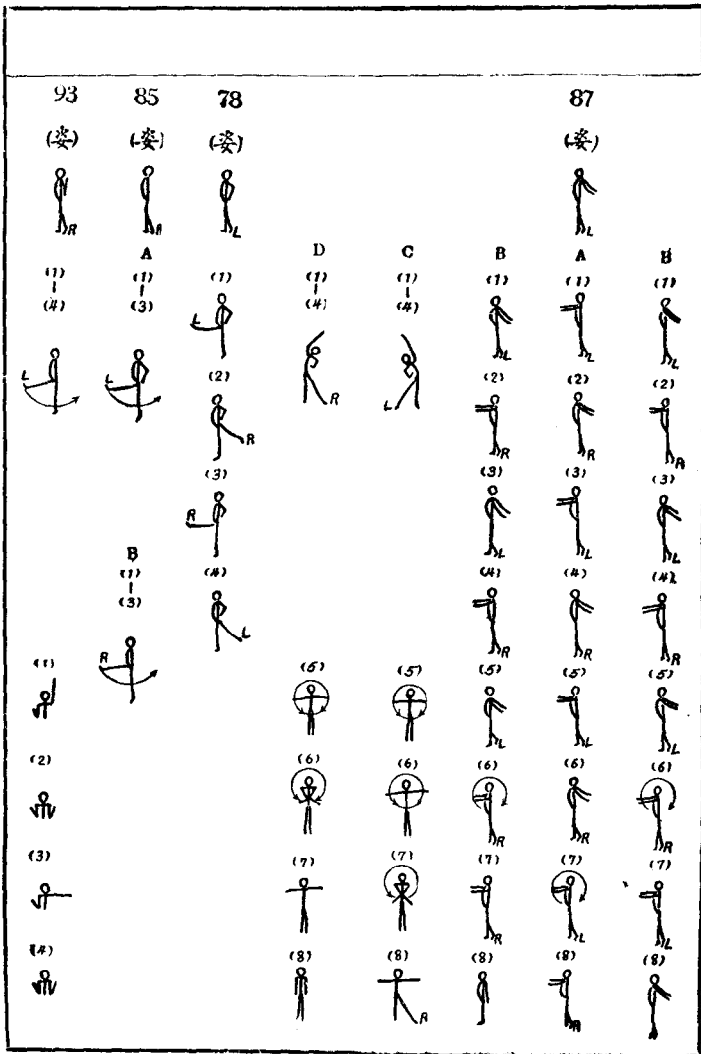 93 85 78 87
(姿) (姿) (姿) (姿)
R R L L
A D C B A B
(1) (1) (1) (1) (1) (1) (1) (1)
(4) (3) (4) (4)
L L L R L L L L
(2) (2) (2) (2)
R R R R
(3) (3) (3) (3)
R L L L
B
(1)
(3)
(4) (4) (4) (4)
L R R R
R
(1) (5) (5) (5) (5) (5)
L L L
(2) (6) (6) (6) (6) (6)
R R R
(3) (7) (7) (7) (7) (7)
R L L
(4) (8) (8) (8) (8) (8)
R